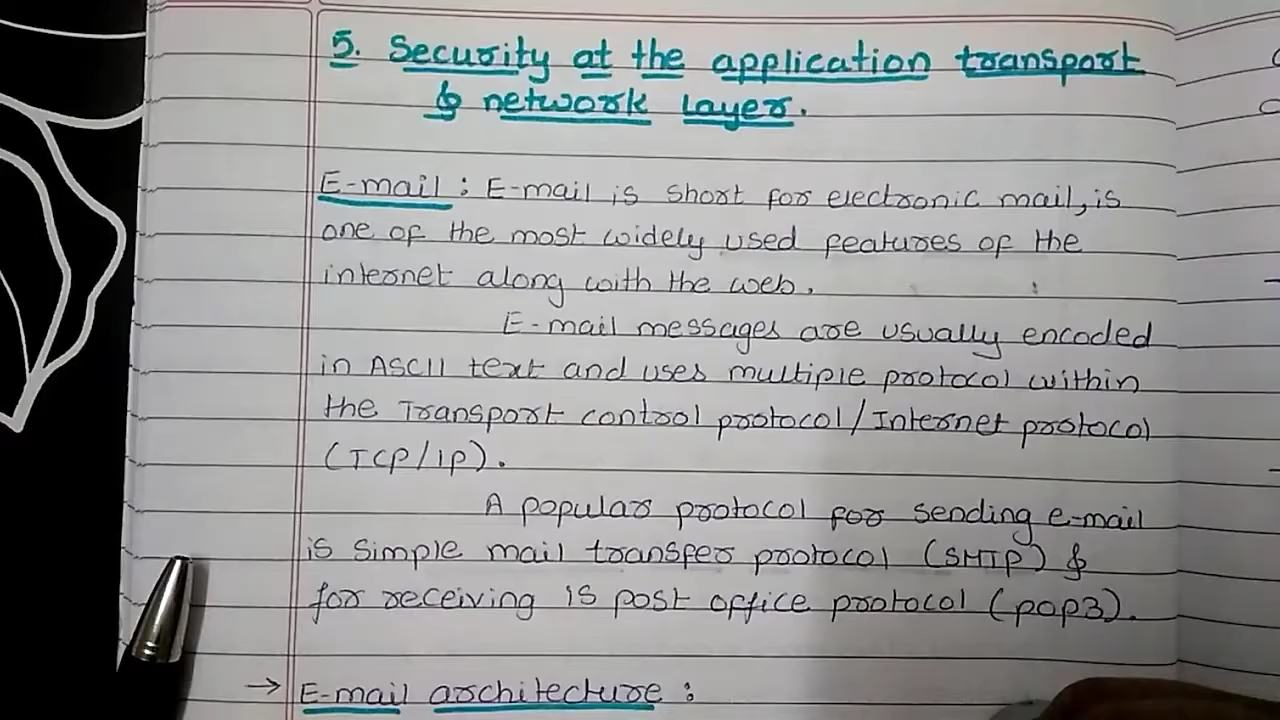 5. Security at the application transport
& network layer.
E-mail : E-mail is short for electronic mail, is
one of the most widely used features of the
internet along with the web.
E-mail messages are usually encoded
in ASCII text and uses multiple protocol within
the Transport control protocol/Internet protocol
(TCP/IP).
A popular protocol for sending e-mail
is simple mail transfer protocol (SMTP) &
for receiving is post office protocol (pop3).
→ E-mail architecture :